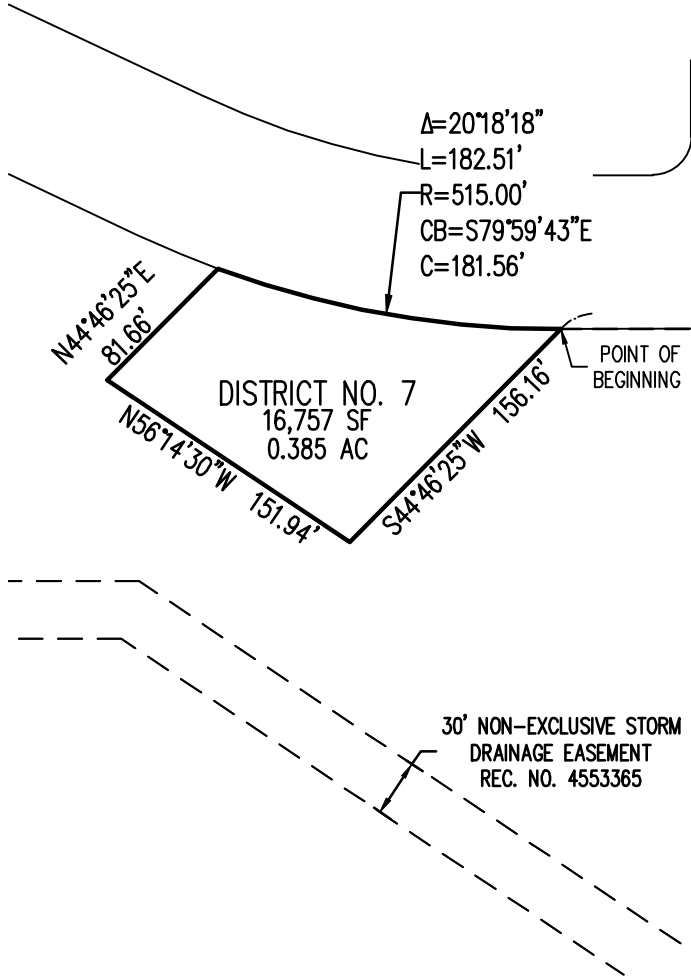 Δ=20°18'18"
L=182.51'
R=515.00'
CB=S79°59'43"E
C=181.56'
N44°46'25"E
81.66'
POINT OF
BEGINNING
DISTRICT NO. 7
16,757 SF
0.385 AC
S44°46'25"W 156.16'
N56°14'30"W 151.94'
30' NON-EXCLUSIVE STORM
DRAINAGE EASEMENT
REC. NO. 4553365